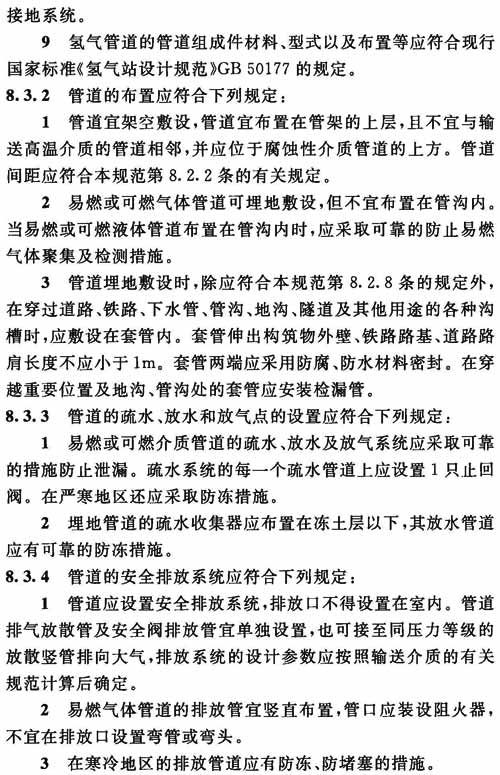 接地系统。
9 氢气管道的管道组成件材料、型式以及布置等应符合现行
国家标准《氢气站设计规范》GB 50177 的规定。
8.3.2 管道的布置应符合下列规定：
1 管道宜架空敷设，管道宜布置在管架的上层，且不宜与输
送高温介质的管道相邻，并应位于腐蚀性介质管道的上方。管道
间距应符合本规范第 8.2.2 条的有关规定。
2 易燃或可燃气体管道可埋地敷设，但不宜布置在管沟内。
当易燃或可燃液体管道布置在管沟内时，应采取可靠的防止易燃
气体聚集及检测措施。
3 管道埋地敷设时，除应符合本规范第 8.2.8 条的规定外，
在穿过道路、铁路、下水管、管沟、地沟、隧道及其他用途的各种沟
槽时，应敷设在套管内。套管伸出构筑物外壁、铁路路基、道路路
肩长度不应小于 1m。套管两端应采用防腐、防水材料密封。在穿
越重要位置及地沟、管沟处的套管应安装检漏管。
8.3.3 管道的疏水、放水和放气点的设置应符合下列规定：
1 易燃或可燃介质管道的疏水、放水及放气系统应采取可靠
的措施防止泄漏。疏水系统的每一个疏水管道上应设置 1 只止回
阀。在严寒地区还应采取防冻措施。
2 埋地管道的疏水收集器应布置在冻土层以下，其放水管道
应有可靠的防冻措施。
8.3.4 管道的安全排放系统应符合下列规定：
1 管道应设置安全排放系统，排放口不得设置在室内。管道
排气放散管及安全阀排放管宜单独设置，也可接至同压力等级的
放散竖管排向大气，排放系统的设计参数应按照输送介质的有关
规范计算后确定。
2 易燃气体管道的排放管宜竖直布置，管口应装设阻火器，
不宜在排放口设置弯管或弯头。
3 在寒冷地区的排放管道应有防冻、防堵塞的措施。